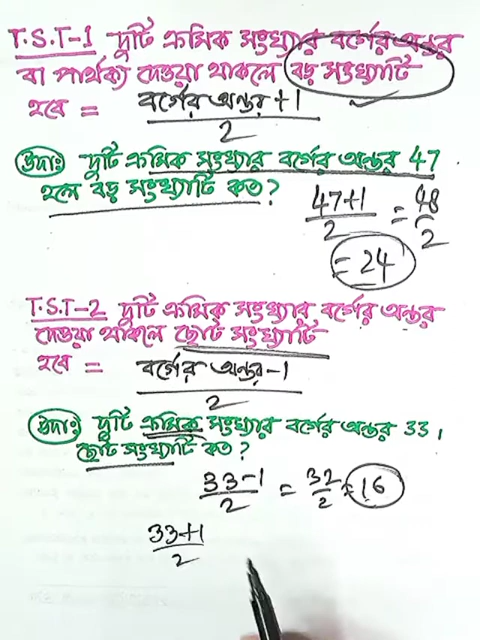 T.S.T-1 দুটি ক্রমিক সংখ্যার বর্গের অন্তর
বা পার্থক্য দেওয়া থাকলে বড় সংখ্যাটি
হবে = বর্গের অন্তর+1
2
উদাঃ দুটি ক্রমিক সংখ্যার বর্গের অন্তর 47
হলে বড় সংখ্যাটি কত?
47+1
2
= 48
2
= 24
T.S.T-2 দুটি ক্রমিক সংখ্যার বর্গের অন্তর
দেওয়া থাকলে ছোট সংখ্যাটি
হবে = বর্গের অন্তর-1
2
উদাঃ দুটি ক্রমিক সংখ্যার বর্গের অন্তর 33,
ছোট সংখ্যাটি কত?
33-1
2
= 32
2
= 16
33+1
2